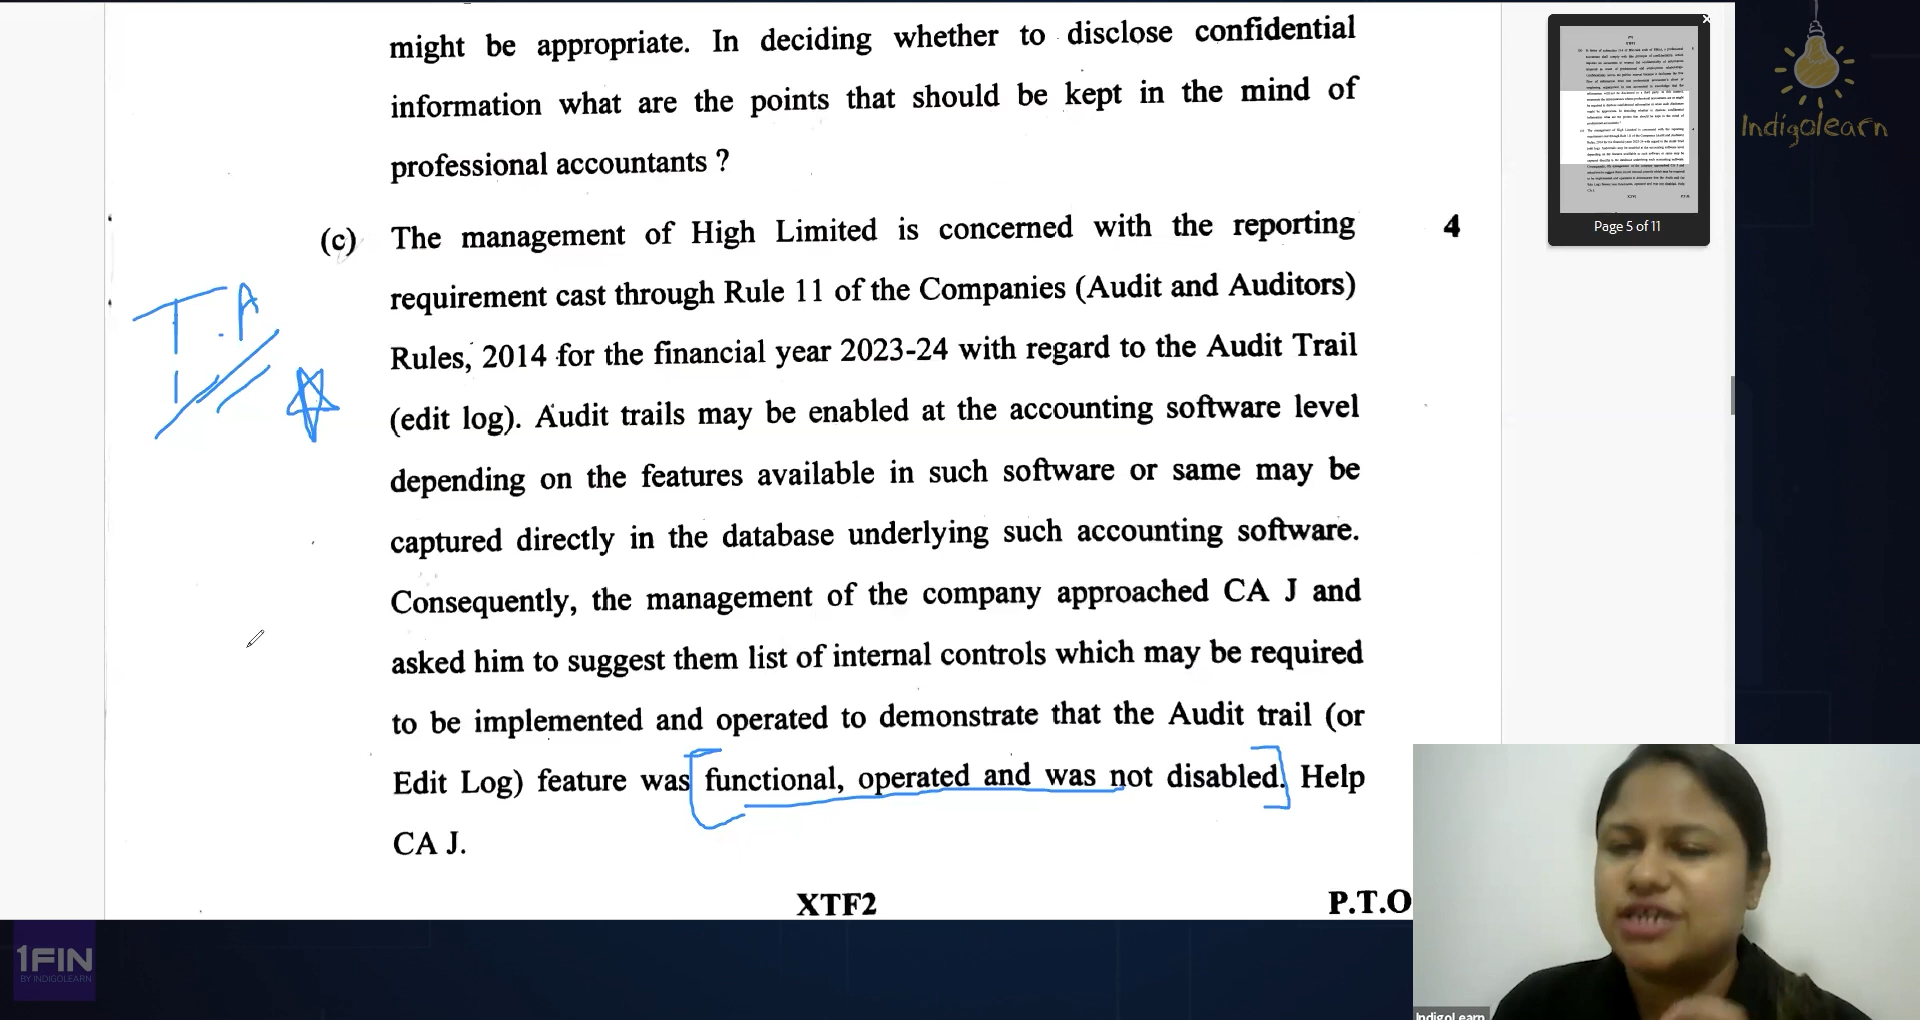 might be appropriate. In deciding whether to disclose confidential
information what are the points that should be kept in the mind of
professional accountants ?
(c) The management of High Limited is concerned with the reporting 4
requirement cast through Rule 11 of the Companies (Audit and Auditors)
Rules, 2014 for the financial year 2023-24 with regard to the Audit Trail
(edit log). Audit trails may be enabled at the accounting software level
depending on the features available in such software or same may be
captured directly in the database underlying such accounting software.
Consequently, the management of the company approached CA J and
asked him to suggest them list of internal controls which may be required
to be implemented and operated to demonstrate that the Audit trail (or
Edit Log) feature was functional, operated and was not disabled. Help
CA J.
XTF2 P.T.O
T.A
Page 5 of 11
Indigolearn
1FIN
BY INDIGOLEARN
IndigoLearn